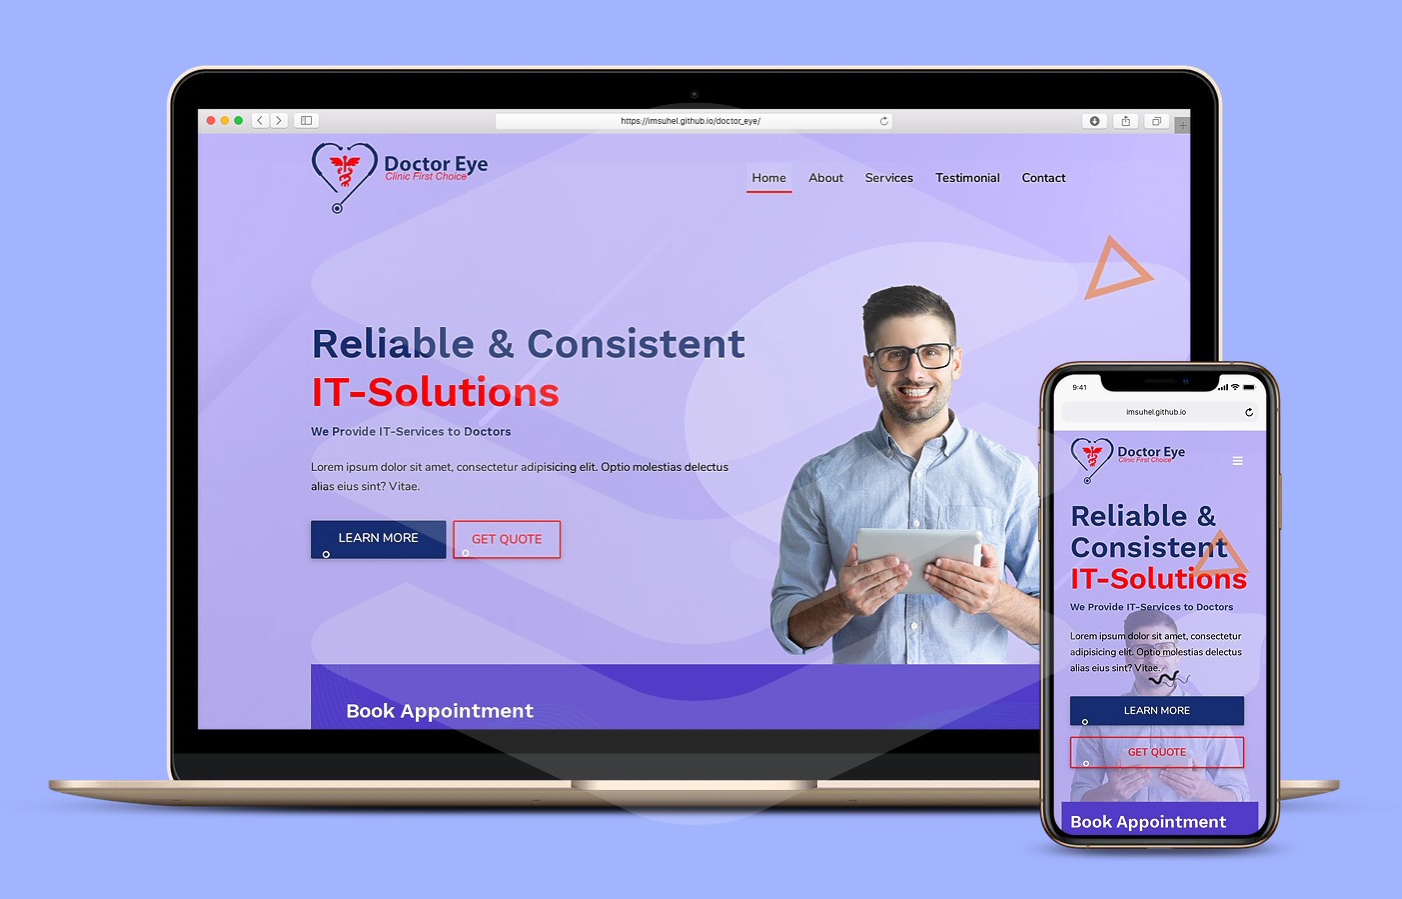 https://imsuhel.github.io/doctor_eye/
Doctor Eye
Clinic First Choice
Home
About
Services
Testimonial
Contact
Reliable & Consistent
IT-Solutions
We Provide IT-Services to Doctors
Lorem ipsum dolor sit amet, consectetur adipisicing elit. Optio molestias delectus
alias eius sint? Vitae.
LEARN MORE
GET QUOTE
Book Appointment
9:41
imsuhel.github.io
Doctor Eye
Clinic First Choice
Reliable &
Consistent
IT-Solutions
We Provide IT-Services to Doctors
Lorem ipsum dolor sit amet, consectetur
adipisicing elit. Optio molestias delectus
alias eius sint? Vitae.
LEARN MORE
GET QUOTE
Book Appointment